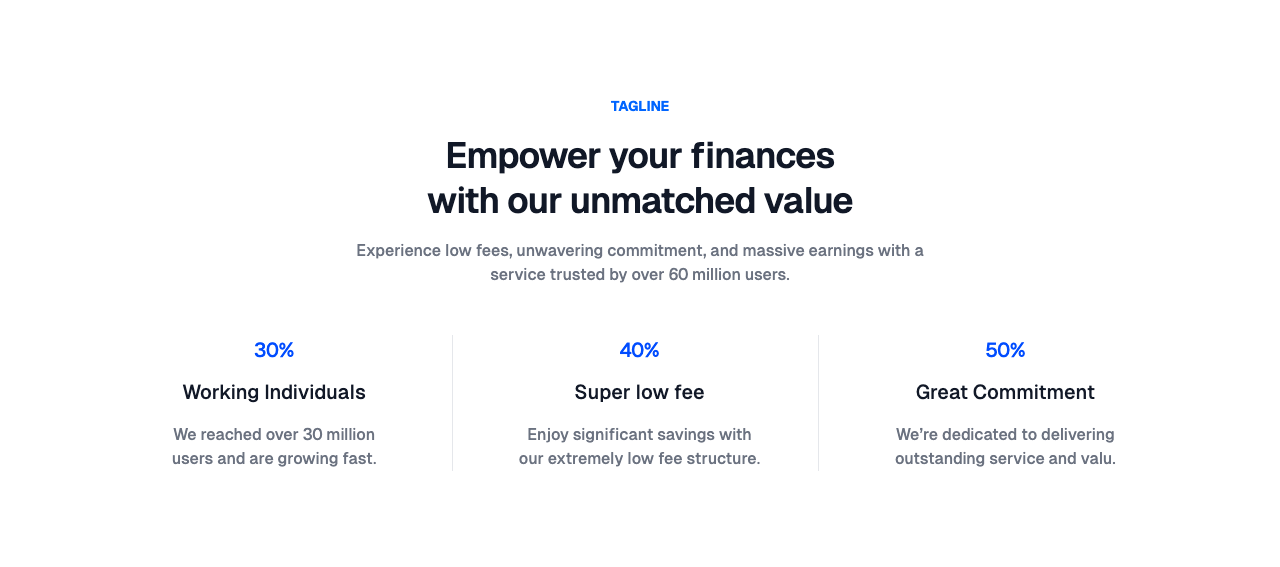 TAGLINE
Empower your finances
with our unmatched value
Experience low fees, unwavering commitment, and massive earnings with a
service trusted by over 60 million users.
30%
Working Individuals
We reached over 30 million
users and are growing fast.
40%
Super low fee
Enjoy significant savings with
our extremely low fee structure.
50%
Great Commitment
We’re dedicated to delivering
outstanding service and valu.